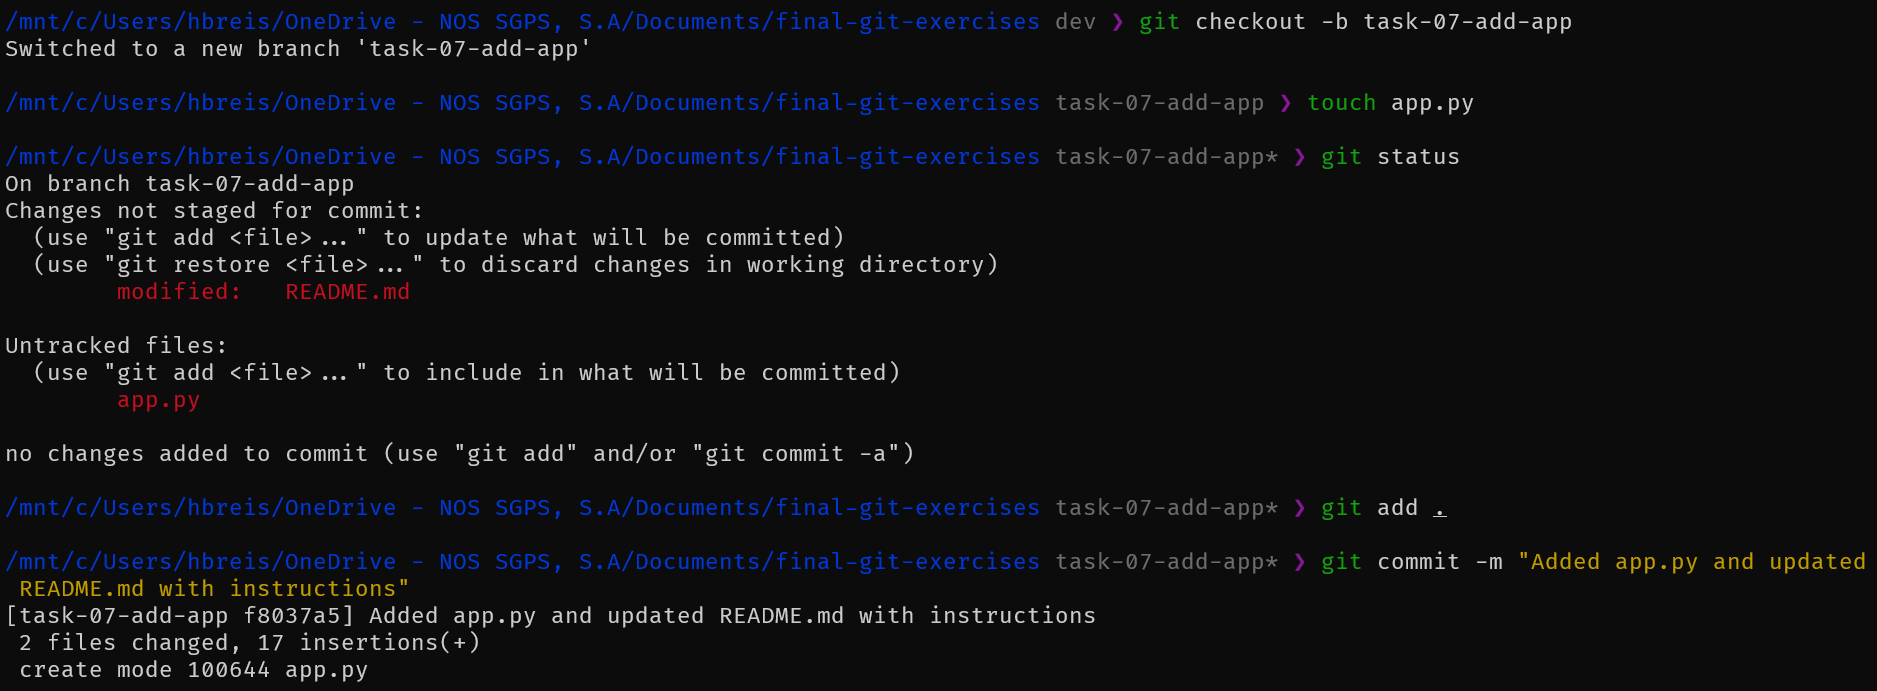 /mnt/c/Users/hbreis/OneDrive - NOS SGPS, S.A/Documents/final-git-exercises dev ❯ git checkout -b task-07-add-app
Switched to a new branch 'task-07-add-app'
/mnt/c/Users/hbreis/OneDrive - NOS SGPS, S.A/Documents/final-git-exercises task-07-add-app ❯ touch app.py
/mnt/c/Users/hbreis/OneDrive - NOS SGPS, S.A/Documents/final-git-exercises task-07-add-app* ❯ git status
On branch task-07-add-app
Changes not staged for commit:
  (use "git add <file>..." to update what will be committed)
  (use "git restore <file>..." to discard changes in working directory)
        modified:   README.md
Untracked files:
  (use "git add <file>..." to include in what will be committed)
        app.py
no changes added to commit (use "git add" and/or "git commit -a")
/mnt/c/Users/hbreis/OneDrive - NOS SGPS, S.A/Documents/final-git-exercises task-07-add-app* ❯ git add .
/mnt/c/Users/hbreis/OneDrive - NOS SGPS, S.A/Documents/final-git-exercises task-07-add-app* ❯ git commit -m "Added app.py and updated
 README.md with instructions"
[task-07-add-app f8037a5] Added app.py and updated README.md with instructions
 2 files changed, 17 insertions(+)
 create mode 100644 app.py